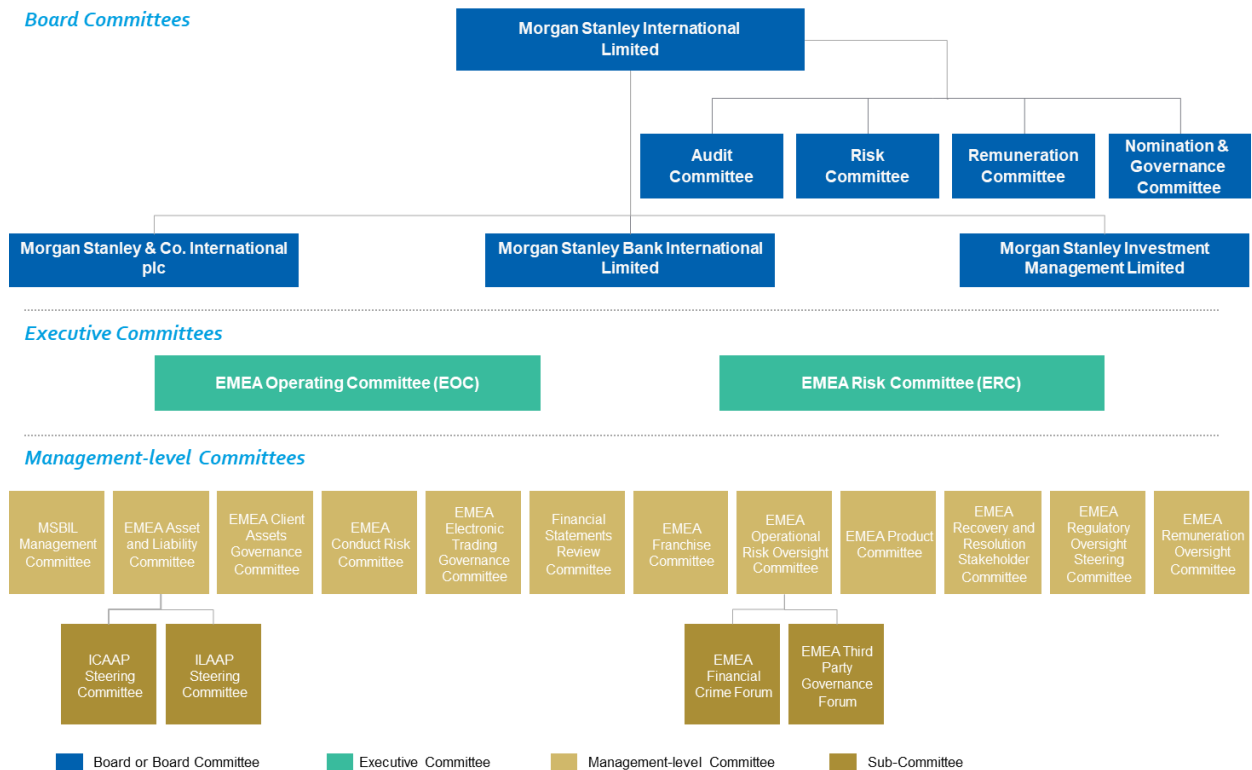 Board Committees
Morgan Stanley International
Limited
Audit
Committee
Risk
Committee
Remuneration
Committee
Nomination &
Governance
Committee
Morgan Stanley & Co. International
plc
Morgan Stanley Bank International
Limited
Morgan Stanley Investment
Management Limited
Executive Committees
EMEA Operating Committee (EOC)
EMEA Risk Committee (ERC)
Management-level Committees
MSBIL
Management
Committee
EMEA Asset
and Liability
Committee
EMEA Client
Assets
Governance
Committee
EMEA
Conduct Risk
Committee
EMEA
Electronic
Trading
Governance
Committee
Financial
Statements
Review
Committee
EMEA
Franchise
Committee
EMEA
Operational
Risk Oversight
Committee
EMEA Product
Committee
EMEA
Recovery and
Resolution
Stakeholder
Committee
EMEA
Regulatory
Oversight
Steering
Committee
EMEA
Remuneration
Oversight
Committee
ICAAP
Steering
Committee
ILAAP
Steering
Committee
EMEA
Financial
Crime Forum
EMEA Third
Party
Governance
Forum
Board or Board Committee
Executive Committee
Management-level Committee
Sub-Committee